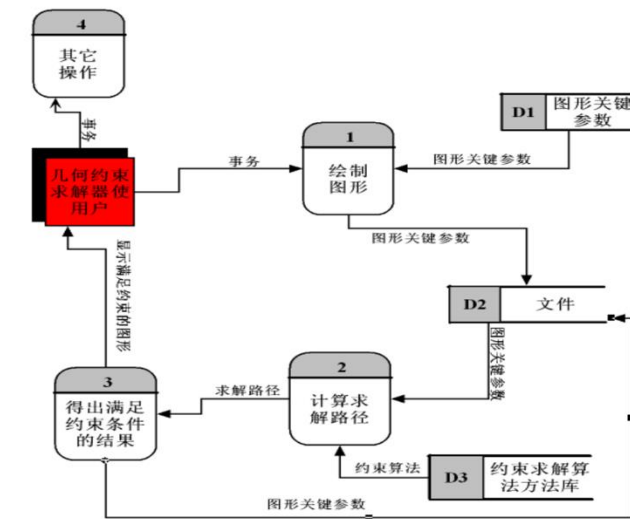 4
其它
操作
事务
几何约束
求解器使
用户
事务
1
绘制
图形
图形关键参数
D1
图形关键
参数
图形关键参数
D2
文件
图形关键参数
显示满足约束的图形
2
计算求
解路径
求解路径
3
得出满足
约束条件
的结果
约束算法
D3
约束求解算
法方法库
图形关键参数